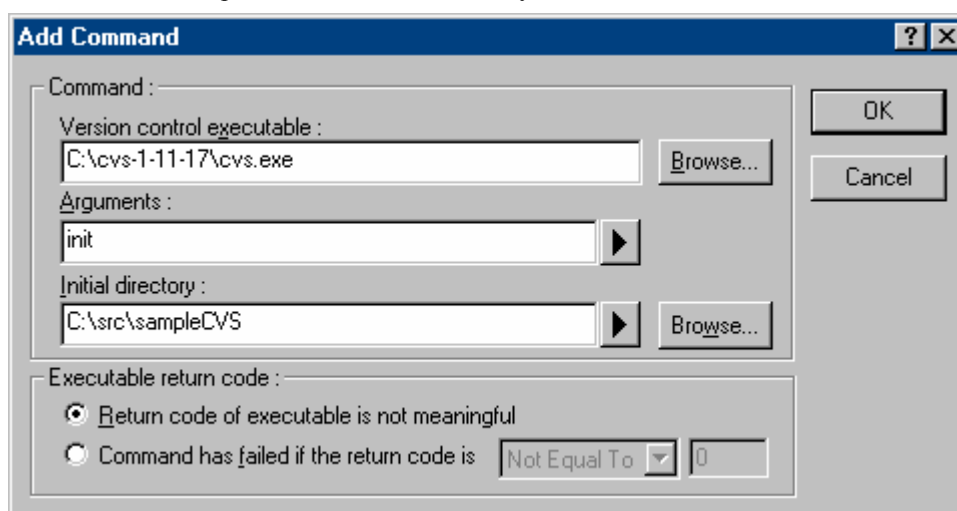 Add Command
Command :
Version control executable :
C:\cvs-1-11-17\cvs.exe
Browse...
Arguments :
init
Initial directory :
C:\src\sampleCVS
Browse...
OK
Cancel
Executable return code :
Return code of executable is not meaningful
Command has failed if the return code is Not Equal To 0